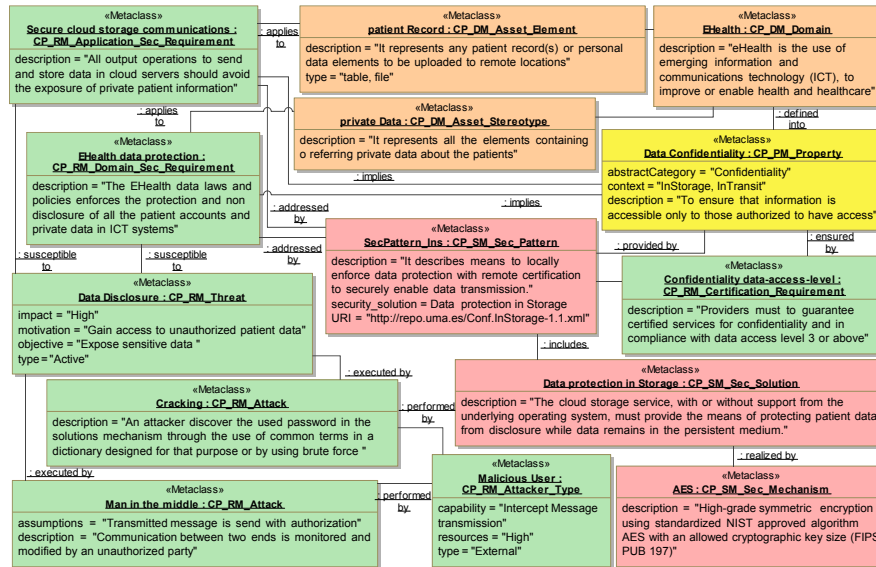 «Metaclass»
Secure cloud storage communications :
CP_RM_Application_Sec_Requirement
description = "All output operations to send
and store data in cloud servers should avoid
the exposure of private patient information"
: applies
to
«Metaclass»
patient Record : CP_DM_Asset_Element
description = "It represents any patient record(s) or personal
data elements to be uploaded to remote locations"
type = "table, file"
«Metaclass»
EHealth : CP_DM_Domain
description = "eHealth is the use of
emerging information and
communications technology (ICT), to
improve or enable health and healthcare"
: applies
to
«Metaclass»
private Data : CP_DM_Asset_Stereotype
description = "It represents all the elements containing
o referring private data about the patients"
: defined
into
«Metaclass»
EHealth data protection :
CP_RM_Domain_Sec_Requirement
description = "The EHealth data laws and
policies enforces the protection and non
disclosure of all the patient accounts and
private data in ICT systems"
: implies
: implies
«Metaclass»
Data Confidentiality : CP_PM_Property
abstractCategory = "Confidentiality"
context = "InStorage, InTransit"
description = "To ensure that information is
accessible only to those authorized to have access"
: addressed
by
: addressed
by
: susceptible
to
: susceptible
to
«Metaclass»
SecPattern_Ins : CP_SM_Sec_Pattern
description = "It describes means to locally
enforce data protection with remote certification
to securely enable data transmission."
security_solution = Data protection in Storage
URI = "http://repo.uma.es/Conf.InStorage-1.1.xml"
: provided by
: ensured
by
«Metaclass»
Confidentiality data-access-level :
CP_RM_Certification_Requirement
description = "Providers must to guarantee
certified services for confidentiality and in
compliance with data access level 3 or above"
«Metaclass»
Data Disclosure : CP_RM_Threat
impact = "High"
motivation = "Gain access to unauthorized patient data"
objective = "Expose sensitive data "
type = "Active"
: includes
: executed by
«Metaclass»
Data protection in Storage : CP_SM_Sec_Solution
description = "The cloud storage service, with or without support from the
underlying operating system, must provide the means of protecting patient data
from disclosure while data remains in the persistent medium."
«Metaclass»
Cracking : CP_RM_Attack
description = "An attacker discover the used password in the
solutions mechanism through the use of common terms in a
dictionary designed for that purpose or by using brute force "
: performed
by
: realized by
: executed by
«Metaclass»
Malicious User :
CP_RM_Attacker_Type
capability = "Intercept Message
transmission"
resources = "High"
type = "External"
«Metaclass»
AES : CP_SM_Sec_Mechanism
description = "High-grade symmetric encryption
using standardized NIST approved algorithm
AES with an allowed cryptographic key size (FIPS
PUB 197)"
«Metaclass»
Man in the middle : CP_RM_Attack
assumptions = "Transmitted message is send with authorization"
description = "Communication between two ends is monitored and
modified by an unauthorized party"
: performed
by